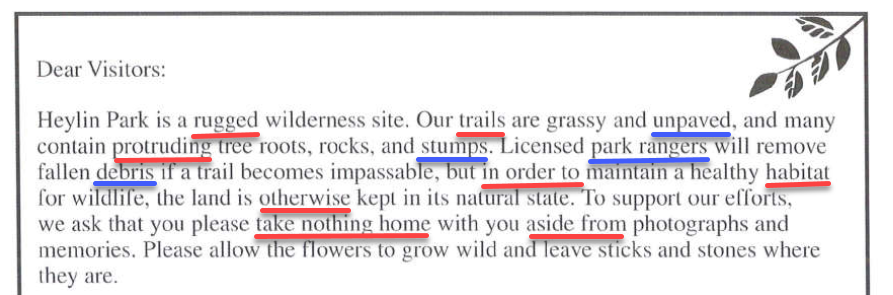 Dear Visitors:
Heylin Park is a rugged wilderness site. Our trails are grassy and unpaved, and many
contain protruding tree roots, rocks, and stumps. Licensed park rangers will remove
fallen debris if a trail becomes impassable, but in order to maintain a healthy habitat
for wildlife, the land is otherwise kept in its natural state. To support our efforts,
we ask that you please take nothing home with you aside from photographs and
memories. Please allow the flowers to grow wild and leave sticks and stones where
they are.